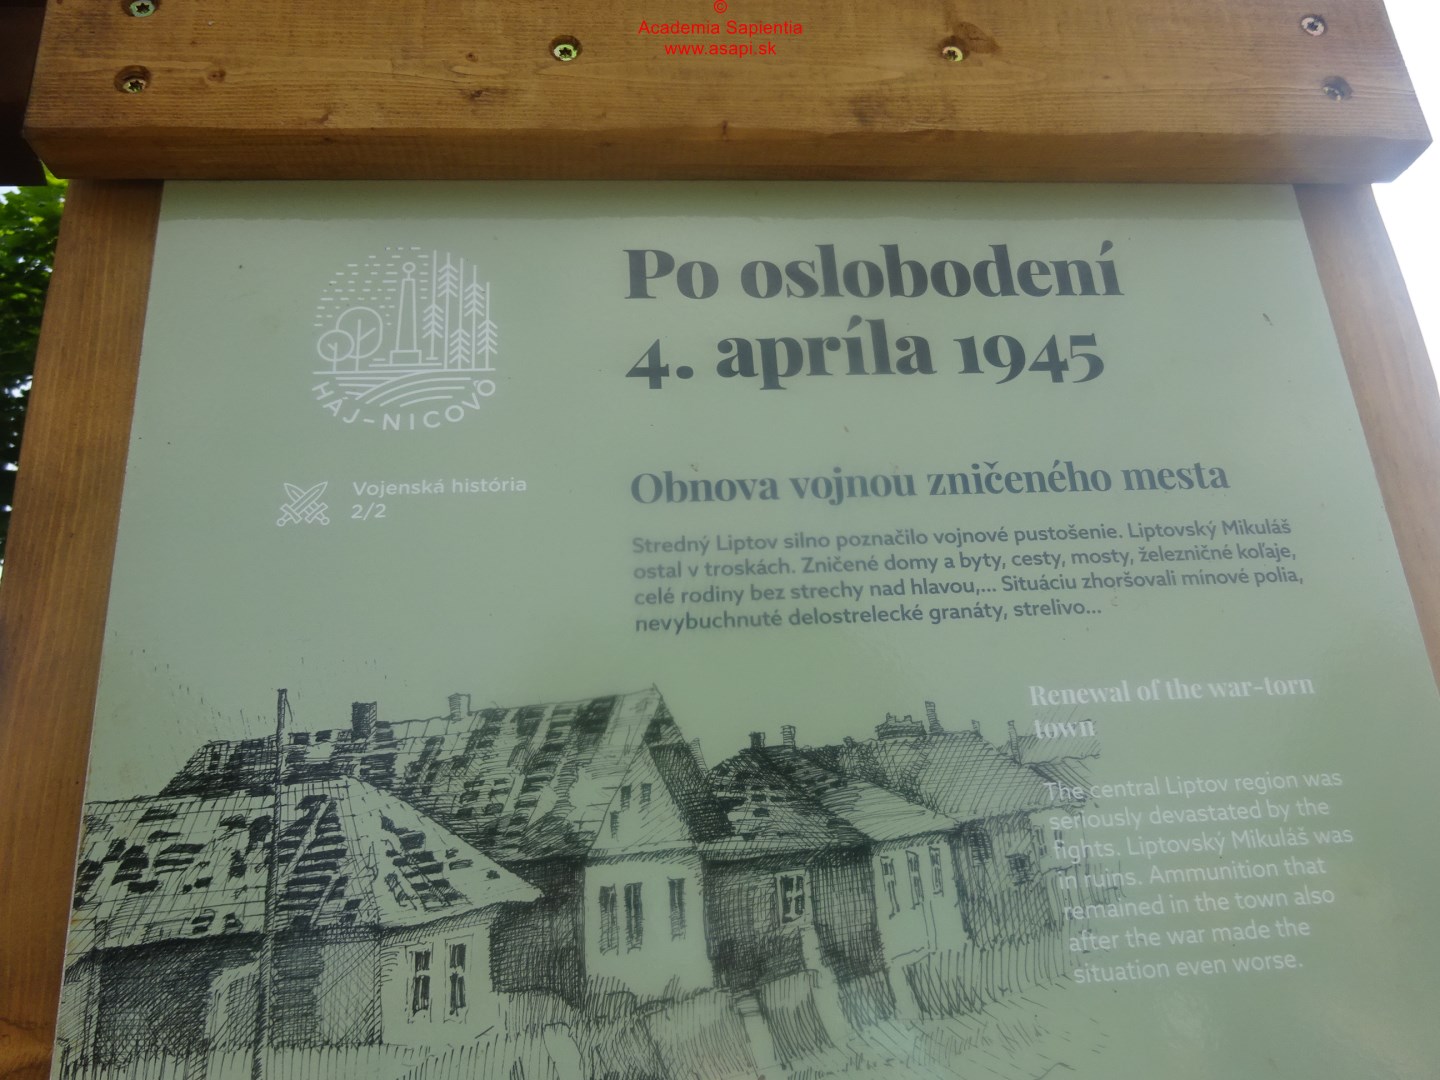 ©
Academia Sapientia
www.asapi.sk
HÁJ-NICOVÔ
Vojenská história
2/2
Po oslobodení
4. apríla 1945
Obnova vojnou zničeného mesta
Stredný Liptov silno poznačilo vojnové pustošenie. Liptovský Mikuláš
ostal v troskách. Zničené domy a byty, cesty, mosty, železničné koľaje,
celé rodiny bez strechy nad hlavou,... Situáciu zhoršovali mínové polia,
nevybuchnuté delostrelecké granáty, strelivo...
Renewal of the war-torn
town
The central Liptov region was
seriously devastated by the
fights. Liptovský Mikuláš was
in ruins. Ammunition that
remained in the town also
after the war made the
situation even worse.